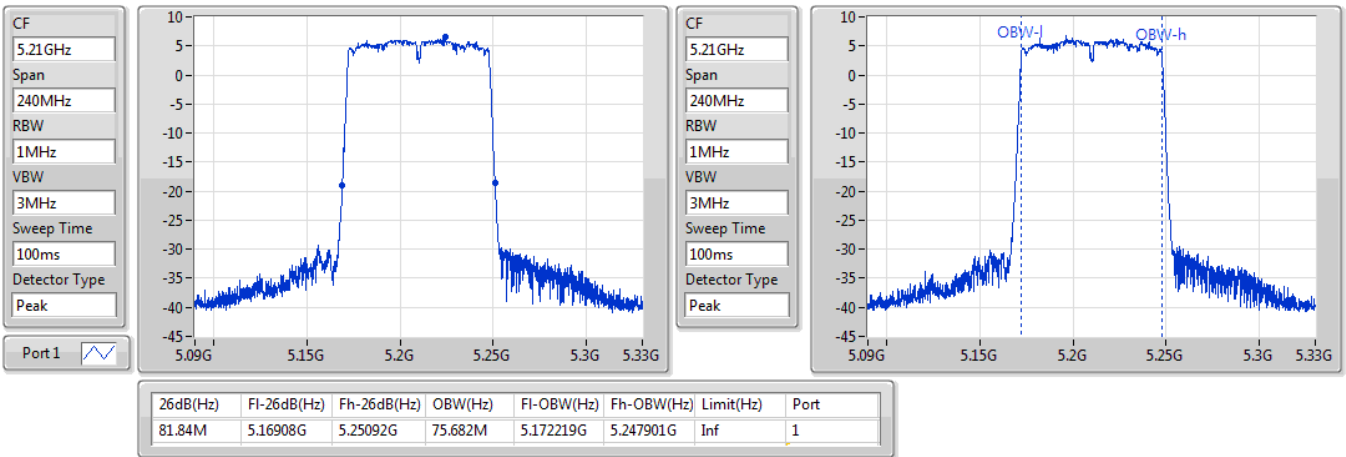 CF
5.21GHz
Span
240MHz
RBW
1MHz
VBW
3MHz
Sweep Time
100ms
Detector Type
Peak
Port 1
10
5
0
-5
-10
-15
-20
-25
-30
-35
-40
-45
5.09G 5.15G 5.2G 5.25G 5.3G 5.33G
CF
5.21GHz
Span
240MHz
RBW
1MHz
VBW
3MHz
Sweep Time
100ms
Detector Type
Peak
10
5
0
-5
-10
-15
-20
-25
-30
-35
-40
-45
OBW-l OBW-h
5.09G 5.15G 5.2G 5.25G 5.3G 5.33G
26dB(Hz) Fl-26dB(Hz) Fh-26dB(Hz) OBW(Hz) Fl-OBW(Hz) Fh-OBW(Hz) Limit(Hz) Port
81.84M 5.16908G 5.25092G 75.682M 5.172219G 5.247901G Inf 1